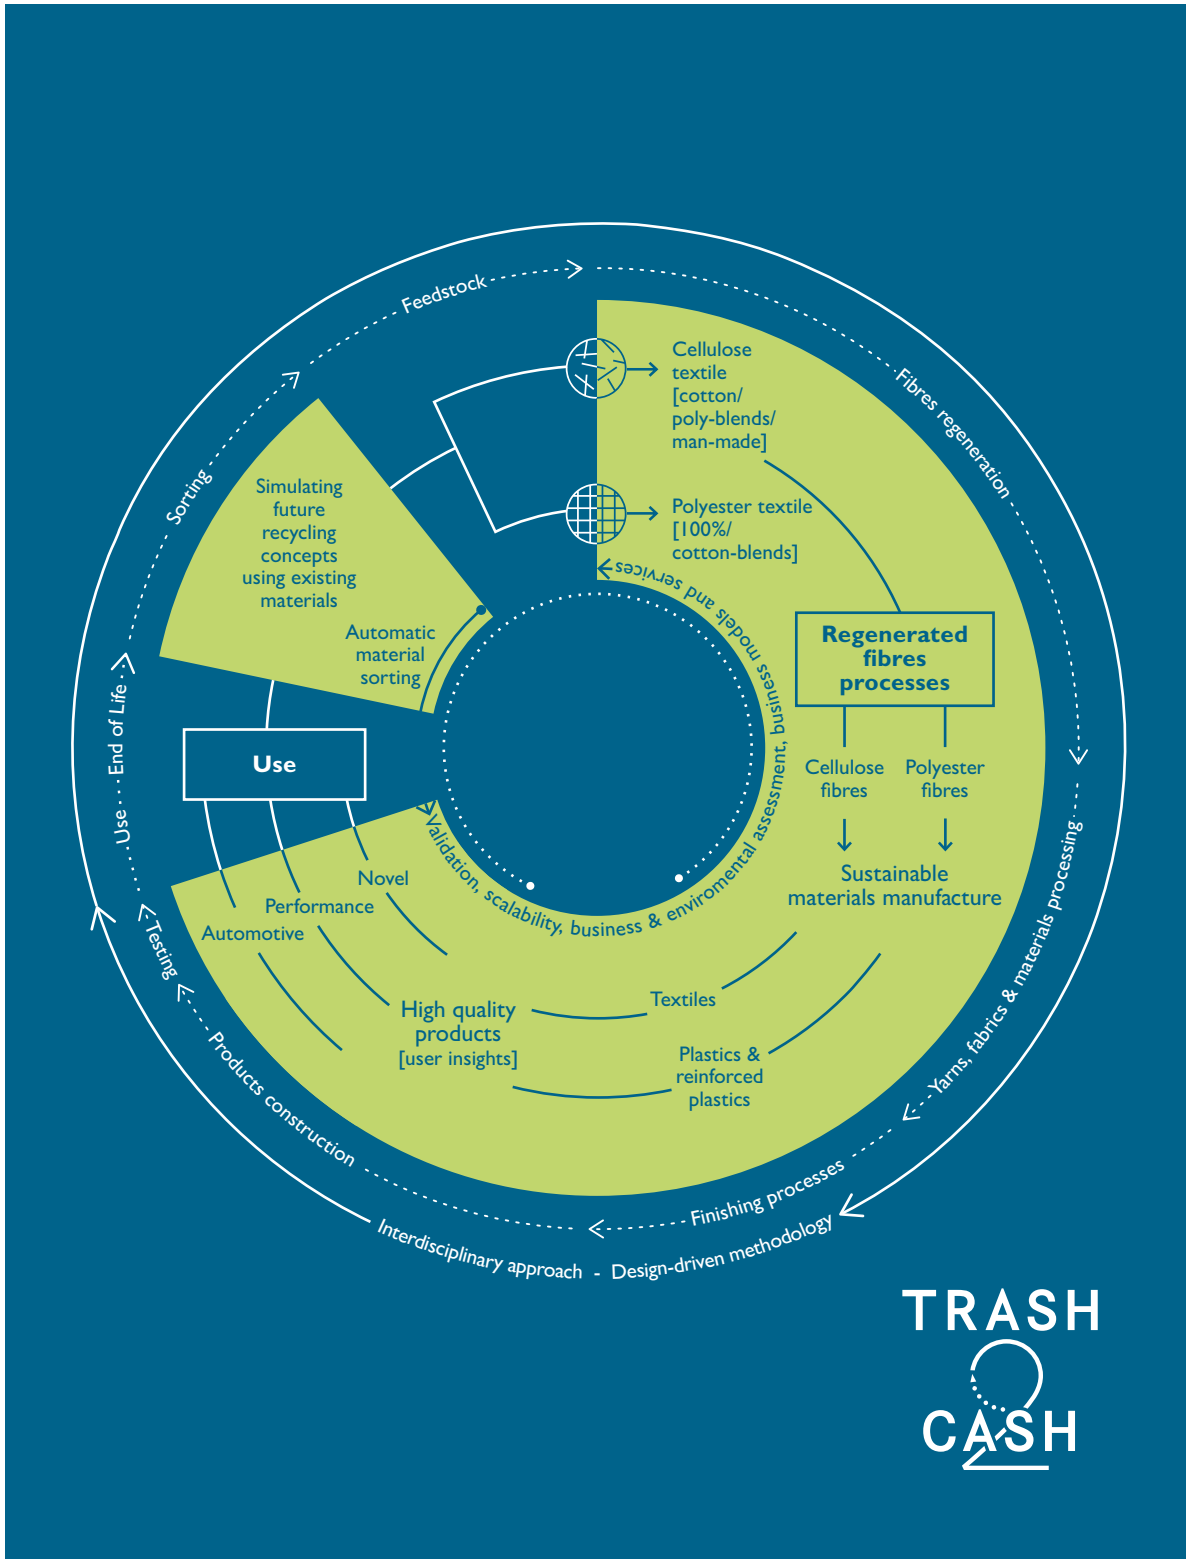 Feedstock
Fibres regeneration
Yarns, fabrics & materials processing
Finishing processes
Products construction
Testing
Use
End of Life
Sorting
Interdisciplinary approach - Design-driven methodology
Cellulose
textile
[cotton/
poly-blends/
man-made]
Polyester textile
[100%/
cotton-blends]
Regenerated
fibres
processes
Cellulose
fibres
Polyester
fibres
Sustainable
materials manufacture
Textiles
Plastics &
reinforced
plastics
High quality
products
[user insights]
Novel
Performance
Automotive
Use
Simulating
future
recycling
concepts
using existing
materials
Automatic
material
sorting
Validation, scalability, business & enviromental assessment, business models and services
TRASH
2
CASH